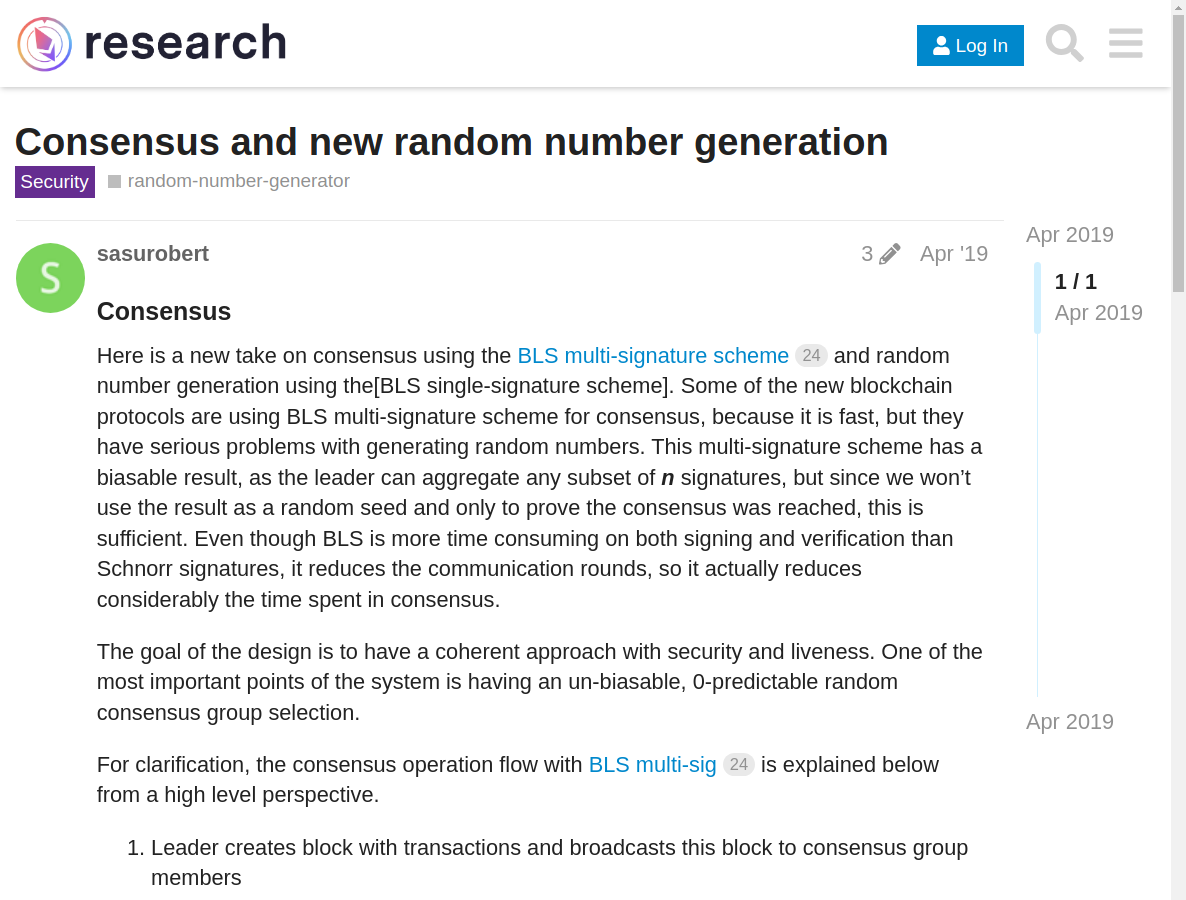 research
Log In
Consensus and new random number generation
Security
random-number-generator
Apr 2019
sasurobert
3
Apr '19
1 / 1
Apr 2019
Consensus
Here is a new take on consensus using the BLS multi-signature scheme 24 and random
number generation using the[BLS single-signature scheme]. Some of the new blockchain
protocols are using BLS multi-signature scheme for consensus, because it is fast, but they
have serious problems with generating random numbers. This multi-signature scheme has a
biasable result, as the leader can aggregate any subset of n signatures, but since we won’t
use the result as a random seed and only to prove the consensus was reached, this is
sufficient. Even though BLS is more time consuming on both signing and verification than
Schnorr signatures, it reduces the communication rounds, so it actually reduces
considerably the time spent in consensus.
The goal of the design is to have a coherent approach with security and liveness. One of the
most important points of the system is having an un-biasable, 0-predictable random
consensus group selection.
Apr 2019
For clarification, the consensus operation flow with BLS multi-sig 24 is explained below
from a high level perspective.
1. Leader creates block with transactions and broadcasts this block to consensus group
members
S